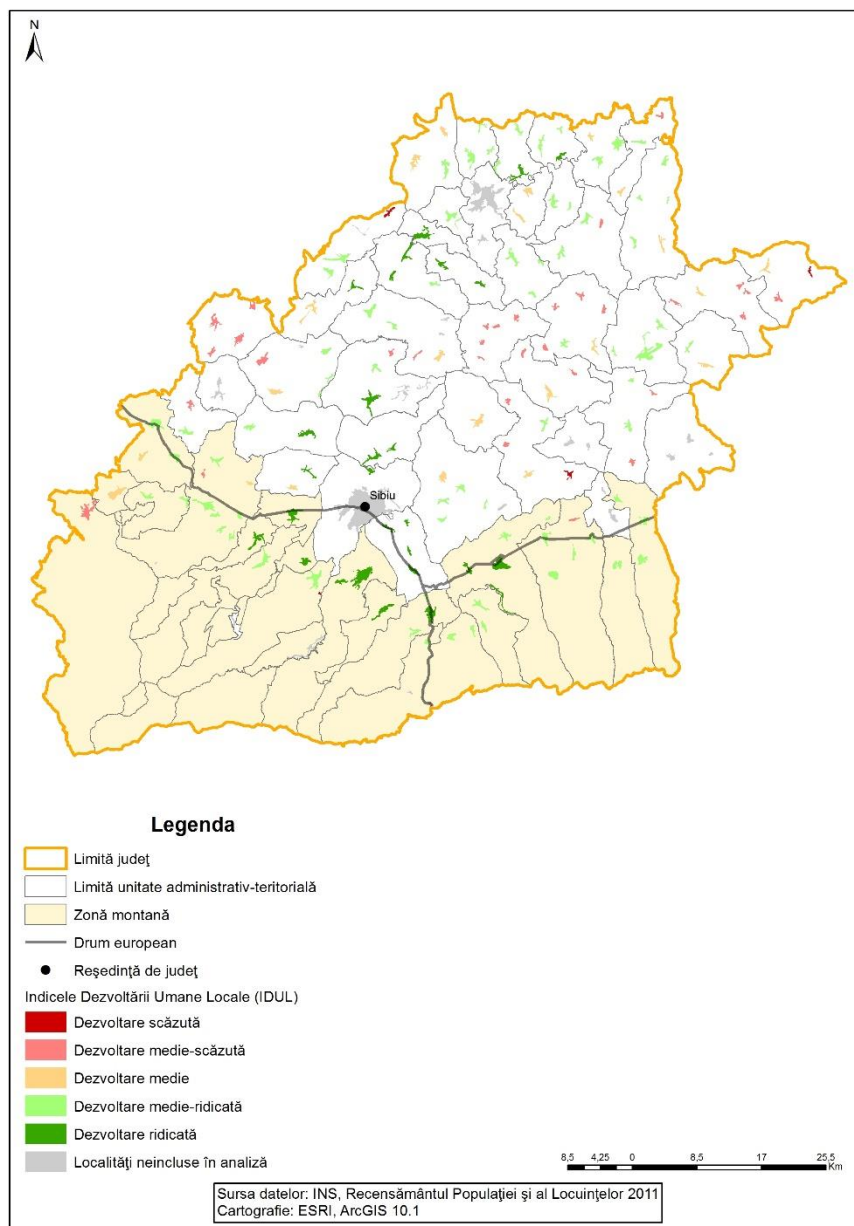 N
Sibiu
Legenda
Limită județ
Limită unitate administrativ-teritorială
Zonă montană
Drum european
Reşedinţă de judeţ
Indicele Dezvoltării Umane Locale (IDUL)
Dezvoltare scăzută
Dezvoltare medie-scăzută
Dezvoltare medie
Dezvoltare medie-ridicată
Dezvoltare ridicată
Localităţi neincluse în analiză
8,5 4,25 0 8,5 17 25,5
Km
Sursa datelor: INS, Recensământul Populaţiei şi al Locuinţelor 2011
Cartografie: ESRI, ArcGIS 10.1